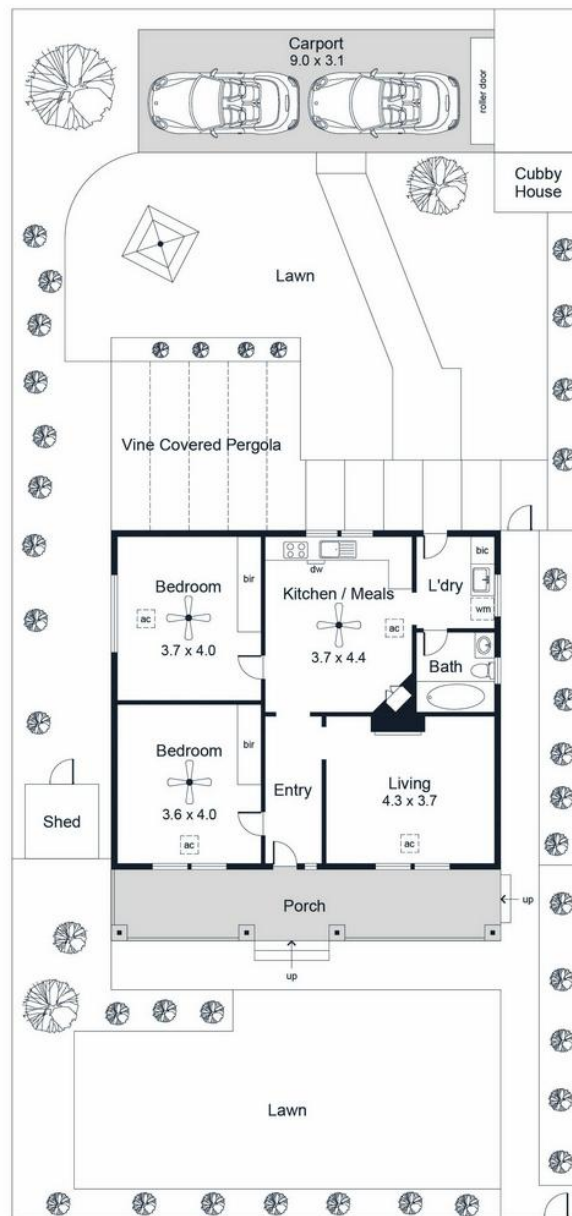 Carport
9.0 x 3.1
roller door
Cubby
House
Lawn
Vine Covered Pergola
Bedroom
bir
ac
3.7 x 4.0
dw
Kitchen / Meals
ac
3.7 x 4.4
bic
L'dry
wm
Bath
Bedroom
bir
3.6 x 4.0
ac
Entry
Living
4.3 x 3.7
ac
Shed
Porch
up
up
Lawn